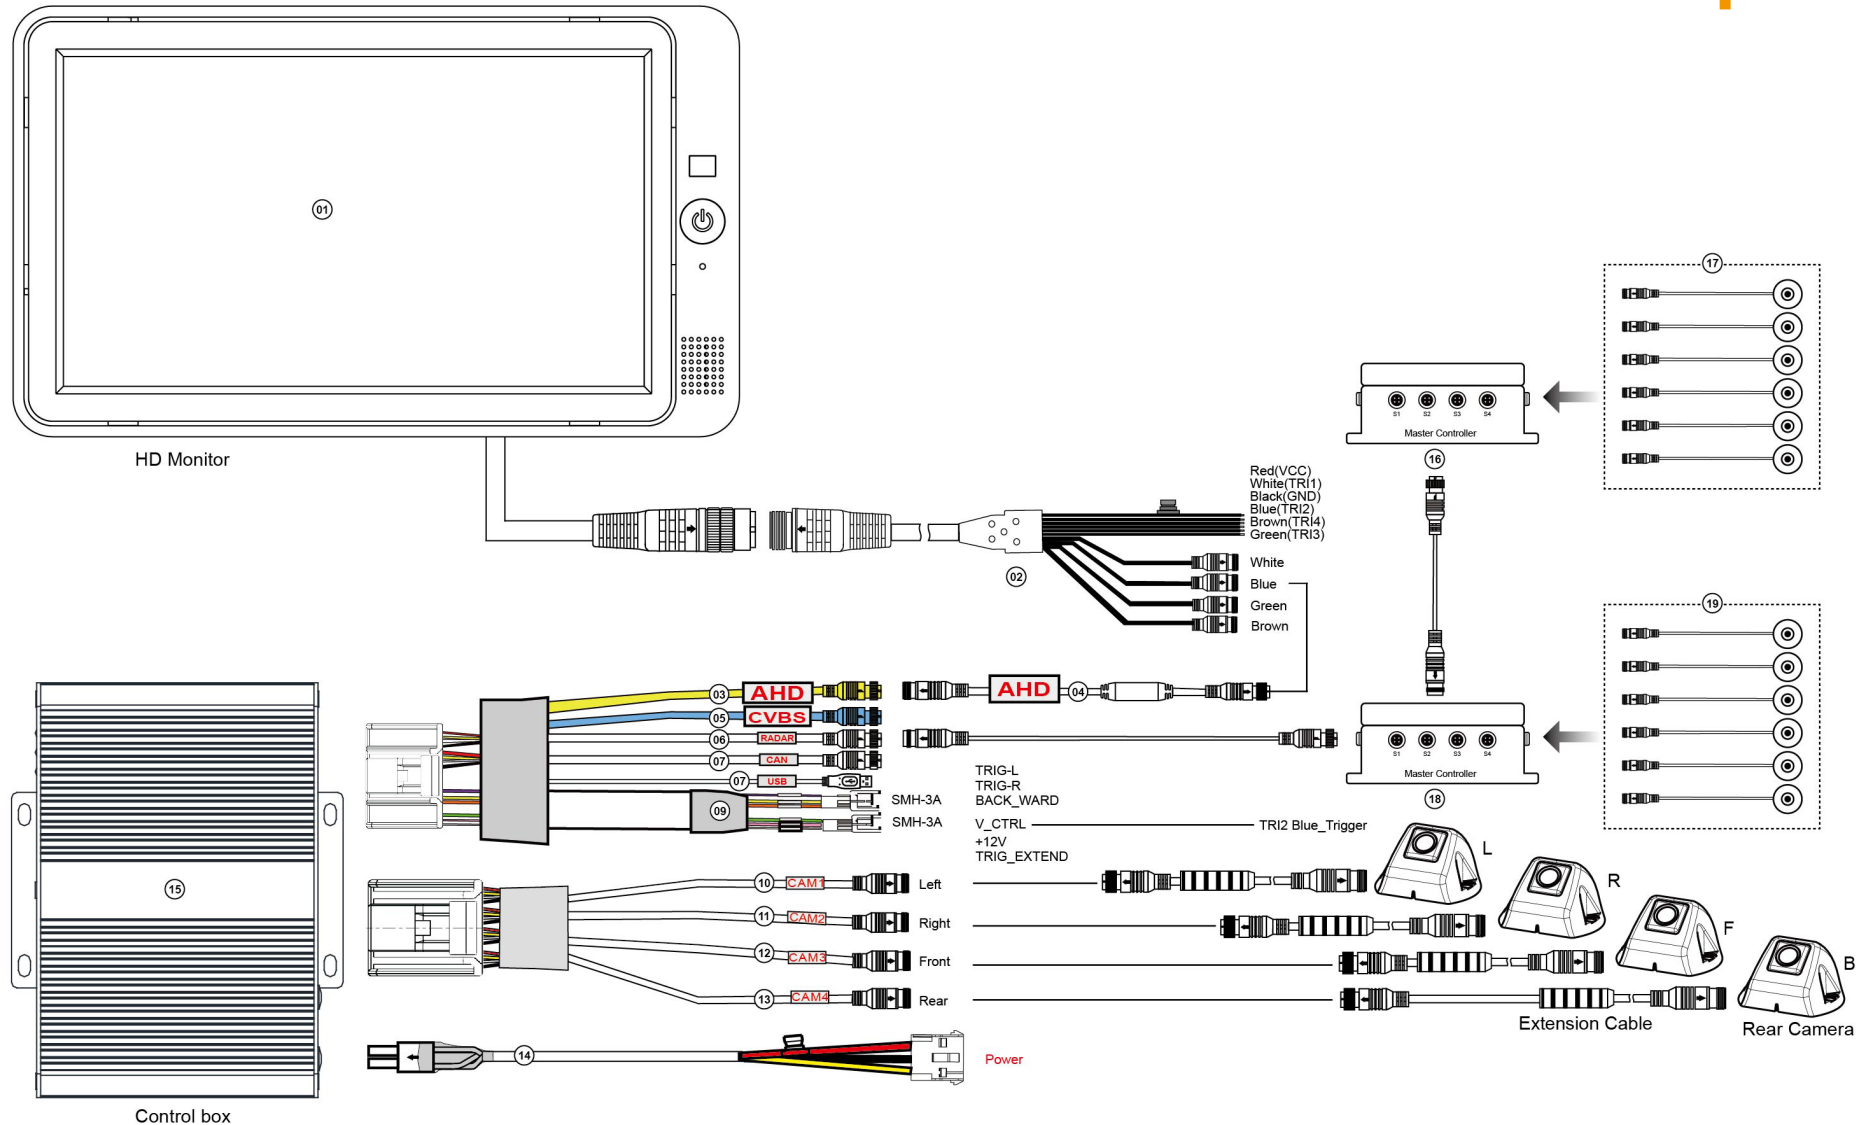 01
HD Monitor
17
S1 S2 S3 S4
Master Controller
16
Red(VCC)
White(TRI1)
Black(GND)
Blue(TRI2)
Brown(TRI4)
Green(TRI3)
02
White
Blue
Green
Brown
19
03 AHD
AHD 04
05 CVBS
06 RADAR
07 CAN
07 USB
09
SMH-3A
SMH-3A
TRIG-L
TRIG-R
BACK_WARD
V_CTRL
TRI2 Blue_Trigger
+12V
TRIG_EXTEND
S1 S2 S3 S4
Master Controller
18
15
10 CAM1 Left
L
11 CAM2 Right
R
12 CAM3 Front
F
13 CAM4 Rear
B
Extension Cable
Rear Camera
14
Power
Control box